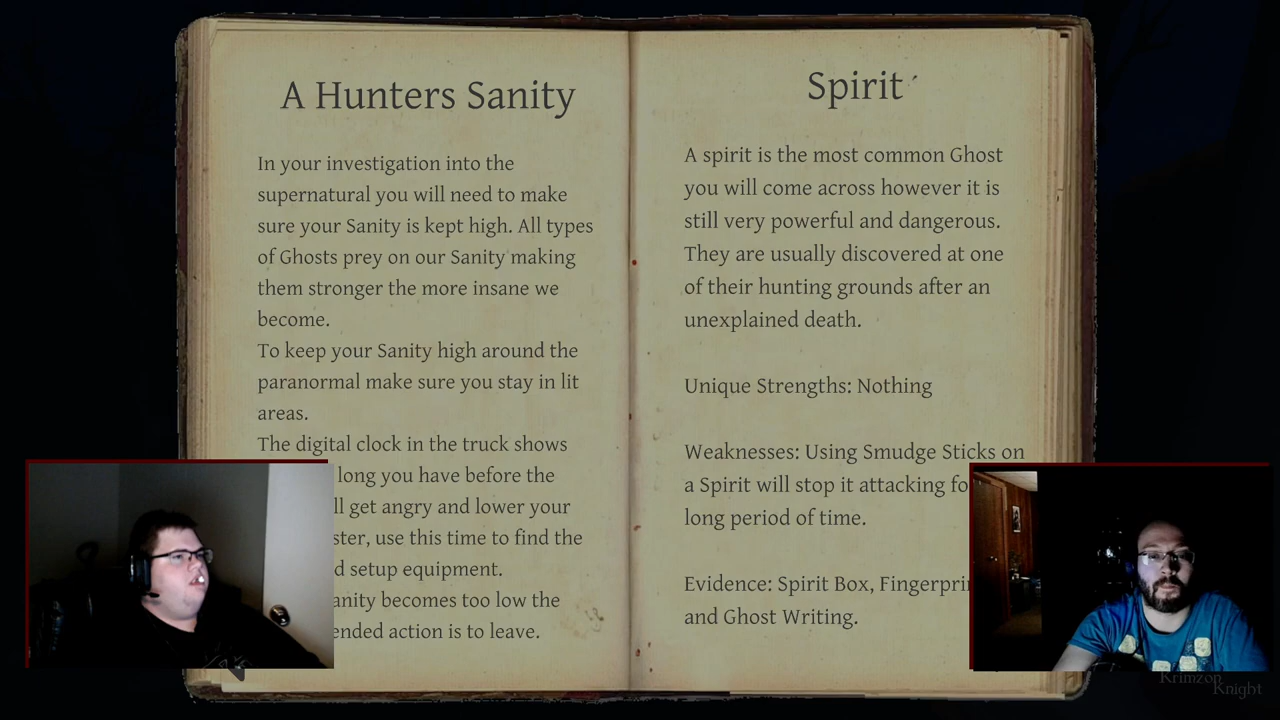 A Hunters Sanity
In your investigation into the
supernatural you will need to make
sure your Sanity is kept high. All types
of Ghosts prey on our Sanity making
them stronger the more insane we
become.
To keep your Sanity high around the
paranormal make sure you stay in lit
areas.
The digital clock in the truck shows
long you have before the
ll get angry and lower your
ster, use this time to find the
d setup equipment.
anity becomes too low the
ended action is to leave.
Spirit
A spirit is the most common Ghost
you will come across however it is
still very powerful and dangerous.
They are usually discovered at one
of their hunting grounds after an
unexplained death.
Unique Strengths: Nothing
Weaknesses: Using Smudge Sticks on
a Spirit will stop it attacking fo
long period of time.
Evidence: Spirit Box, Fingerprin
and Ghost Writing.
Krimzon
Knight